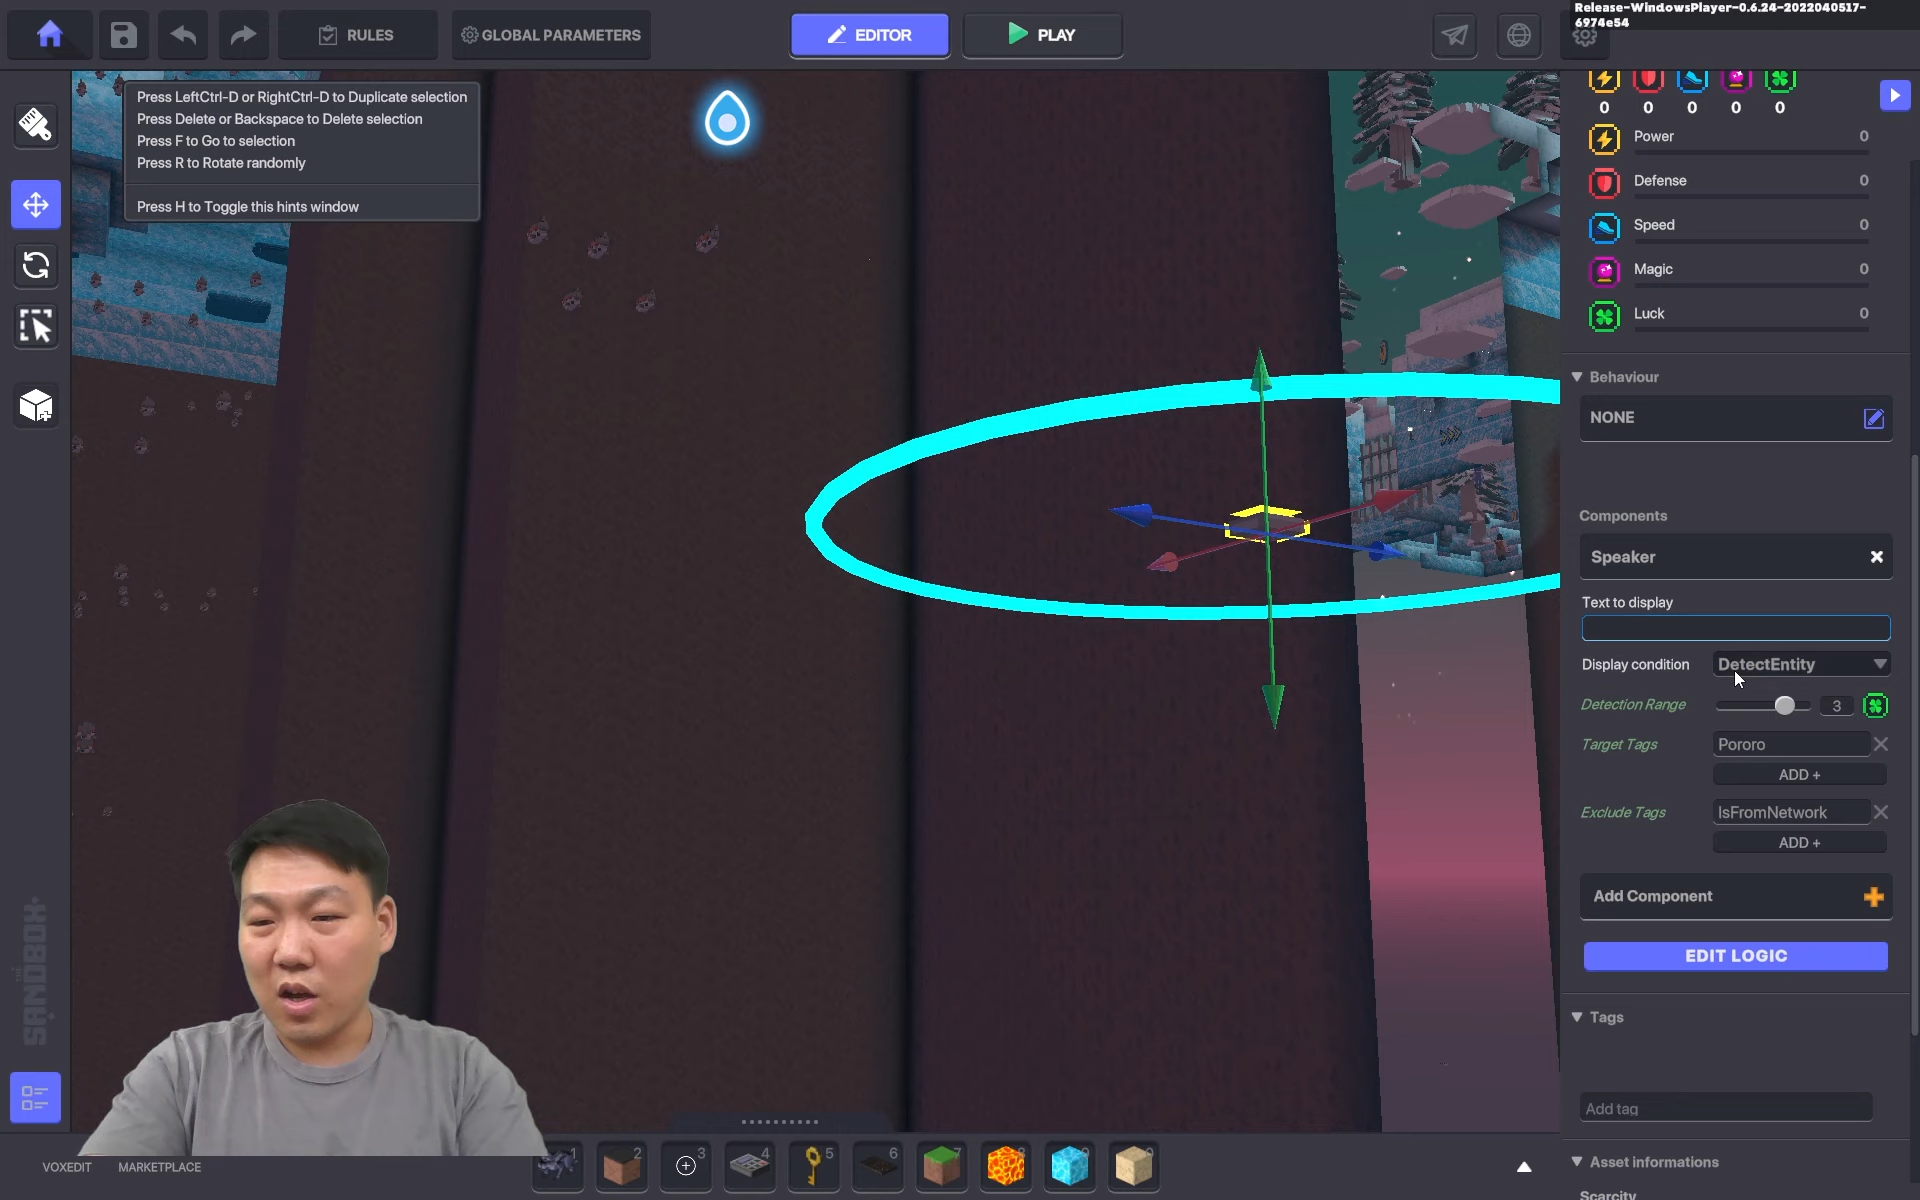 Release-WindowsPlayer-0.6.24-2022040517-
6974e54
RULES
GLOBAL PARAMETERS
EDITOR
PLAY
Press LeftCtrl-D or RightCtrl-D to Duplicate selection
Press Delete or Backspace to Delete selection
Press F to Go to selection
Press R to Rotate randomly
Press H to Toggle this hints window
0 0 0 0 0
Power 0
Defense 0
Speed 0
Magic 0
Luck 0
Behaviour
NONE
Components
Speaker
Text to display
Display condition DetectEntity
Detection Range 3
Target Tags Pororo
ADD +
Exclude Tags IsFromNetwork
ADD +
Add Component
EDIT LOGIC
Tags
Add tag
Asset informations
Scarcity
THE SANDBOX
VOXEDIT MARKETPLACE
1 2 3 4 5 6 7